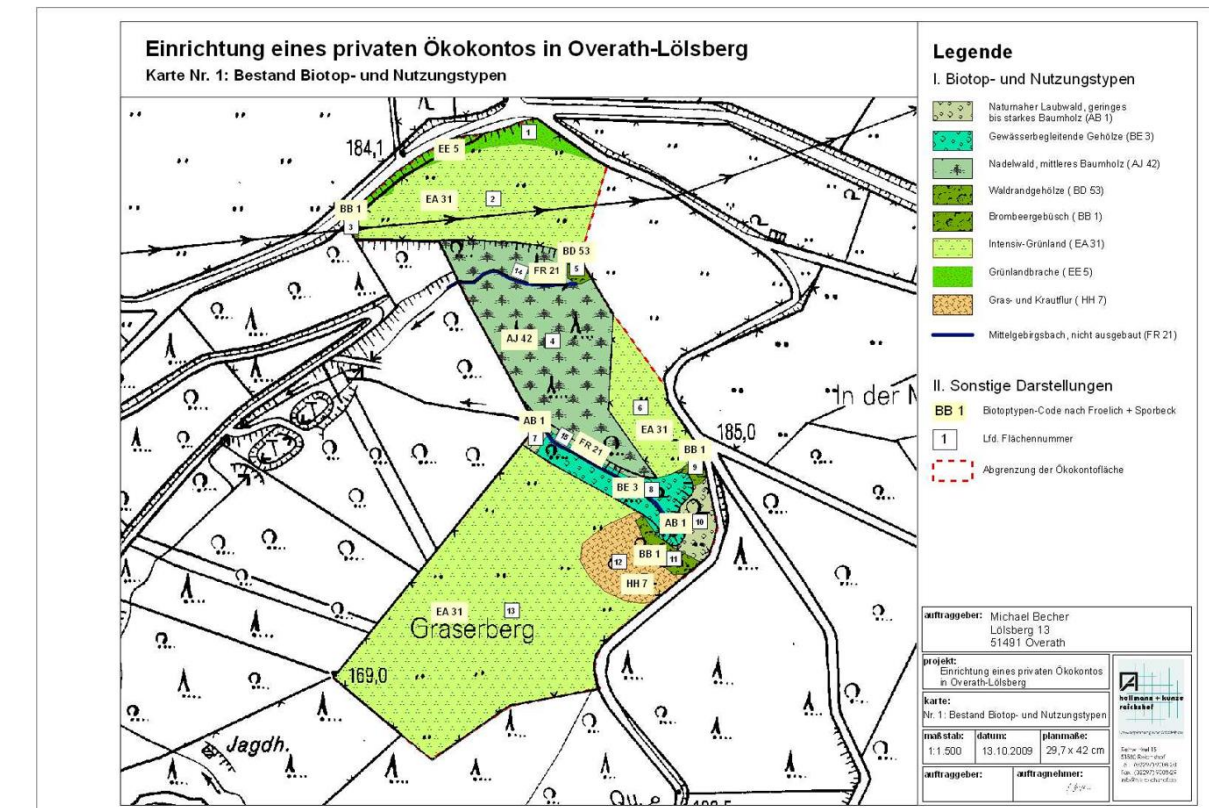 Einrichtung eines privaten Ökokontos in Overath-Lölsberg
Karte Nr. 1: Bestand Biotop- und Nutzungstypen
184,1
EE 5
1
EA 31
2
BB 1
3
BD 53
5
14
FR 21
AJ 42
4
In der
6
EA 31
185,0
AB 1
7
15
FR 21
BB 1
9
BE 3
8
AB 1
10
BB 1
11
12
HH 7
EA 31
13
Graserberg
169,0
Jagdh.
Qu.
Legende
I. Biotop- und Nutzungstypen
Naturnaher Laubwald, geringes
bis starkes Baumholz (AB 1)
Gewässerbegleitende Gehölze (BE 3)
Nadelwald, mittleres Baumholz ( AJ 42)
Waldrandgehölze ( BD 53)
Brombeergebüsch ( BB 1)
Intensiv-Grünland ( EA 31)
Grünlandbrache ( EE 5)
Gras- und Krautflur ( HH 7)
Mittelgebirgsbach, nicht ausgebaut (FR 21)
II. Sonstige Darstellungen
BB 1 Biotoptypen-Code nach Froelich + Sporbeck
1 Lfd. Flächennummer
Abgrenzung der Ökokontofläche
auftraggeber: Michael Becher
Lölsberg 13
51491 Overath
projekt:
Einrichtung eines privaten Ökokontos
in Overath-Lölsberg
karte:
Nr. 1: Bestand Biotop- und Nutzungstypen
maßstab: datum: planmaße:
1:1.500 13.10.2009 29,7 x 42 cm
auftraggeber: auftragnehmer:
hellmann + kunze
reichshof